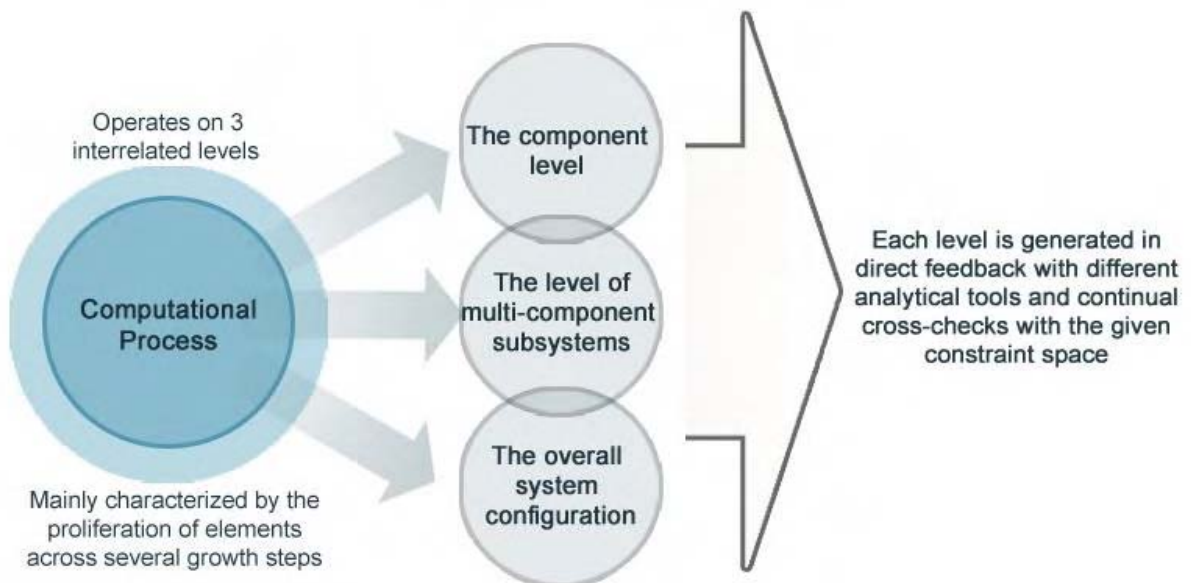 Operates on 3
interrelated levels
Computational
Process
Mainly characterized by the
proliferation of elements
across several growth steps
The component
level
The level of
multi-component
subsystems
The overall
system
configuration
Each level is generated in
direct feedback with different
analytical tools and continual
cross-checks with the given
constraint space